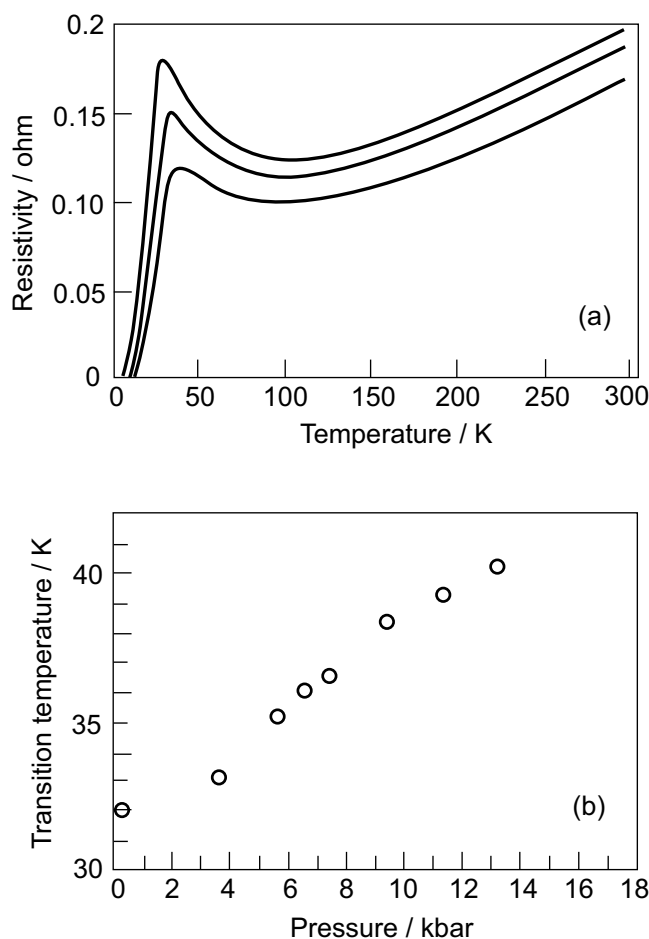 0.2
0.15
0.10
0.05
0
Resistivity / ohm
(a)
0 50 100 150 200 250 300
Temperature / K
40
35
30
Transition temperature / K
(b)
0 2 4 6 8 10 12 14 16 18
Pressure / kbar